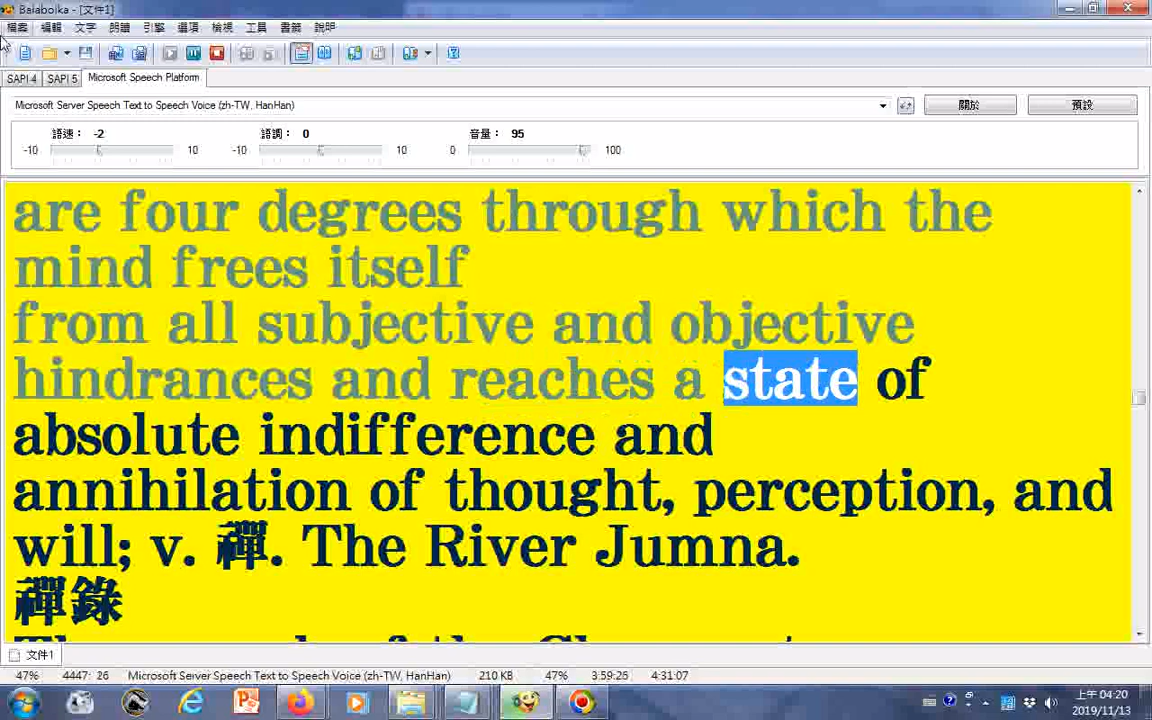 Balabolka - [文件1]
檔案 編輯 文字 朗讀 引擎 選項 檢視 工具 書籤 說明
SAPI 4 SAPI 5 Microsoft Speech Platform
Microsoft Server Speech Text to Speech Voice (zh-TW, HanHan) 關於 預設
語速： -2 語調： 0 音量： 95
-10 10 -10 10 0 100
are four degrees through which the
mind frees itself
from all subjective and objective
hindrances and reaches a state of
absolute indifference and
annihilation of thought, perception, and
will; v. 禪. The River Jumna.
禪錄
文件1
47% 4447: 26 Microsoft Server Speech Text to Speech Voice (zh-TW, HanHan) 210 KB 47% 3:59:26 4:31:07
上午 04:20
2019/11/13